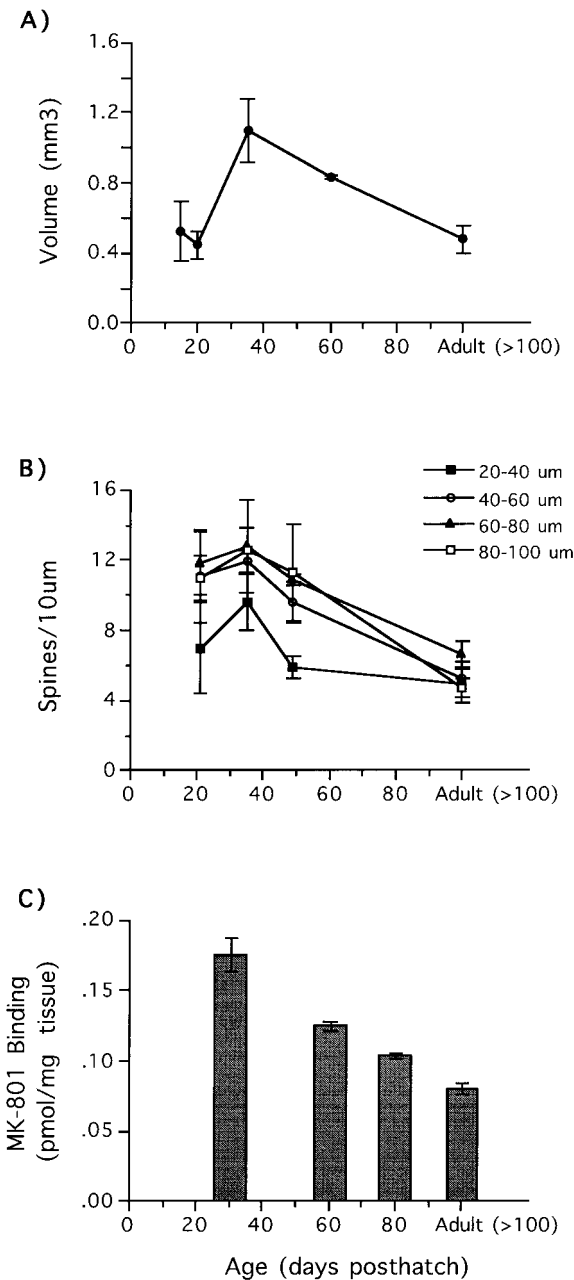 A)
1.6
1.2
0.8
0.4
0.0
Volume (mm3)
0 20 40 60 80 Adult (>100)
B)
20-40 um
40-60 um
60-80 um
80-100 um
16
12
8
4
0
Spines/10um
0 20 40 60 80 Adult (>100)
C)
.20
.15
.10
.05
.00
MK-801 Binding
(pmol/mg tissue)
0 20 40 60 80 Adult (>100)
Age (days posthatch)